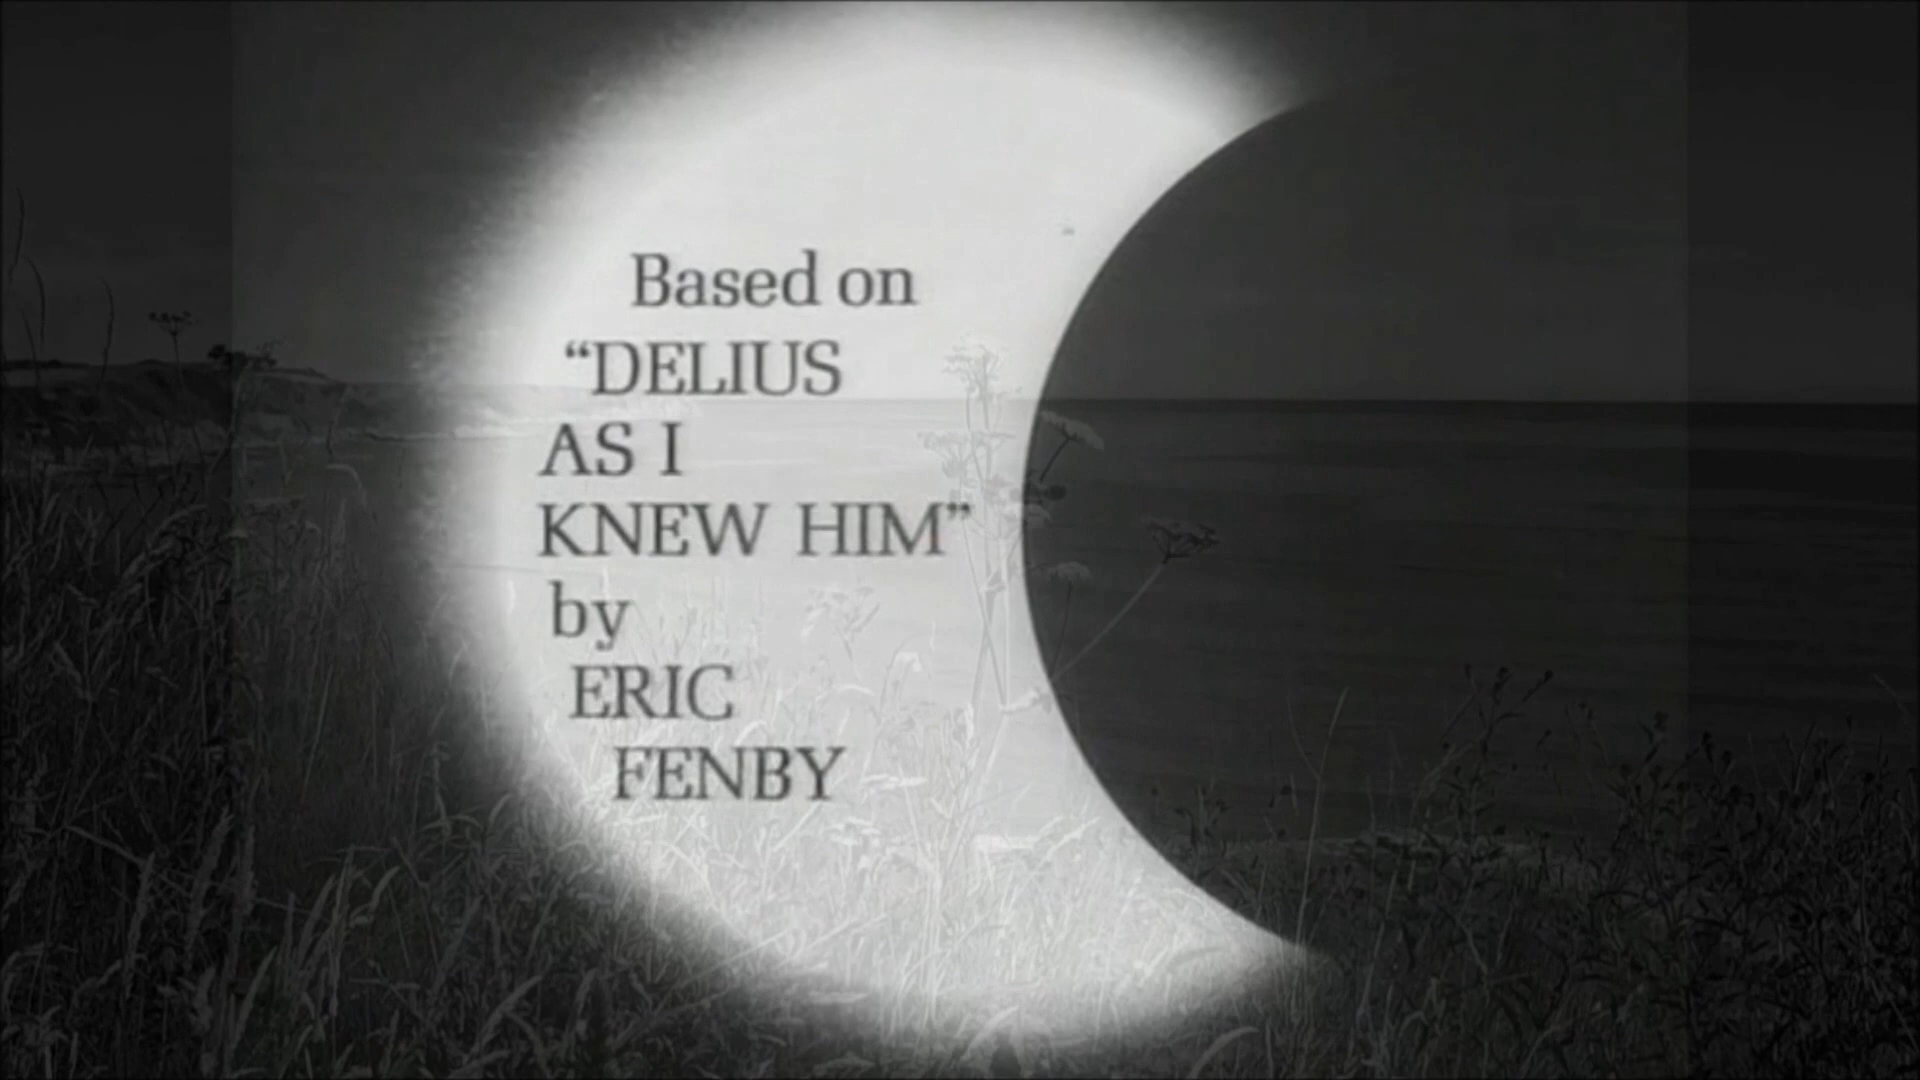 Based on
“DELIUS
AS I
KNEW HIM”
by
ERIC
FENBY